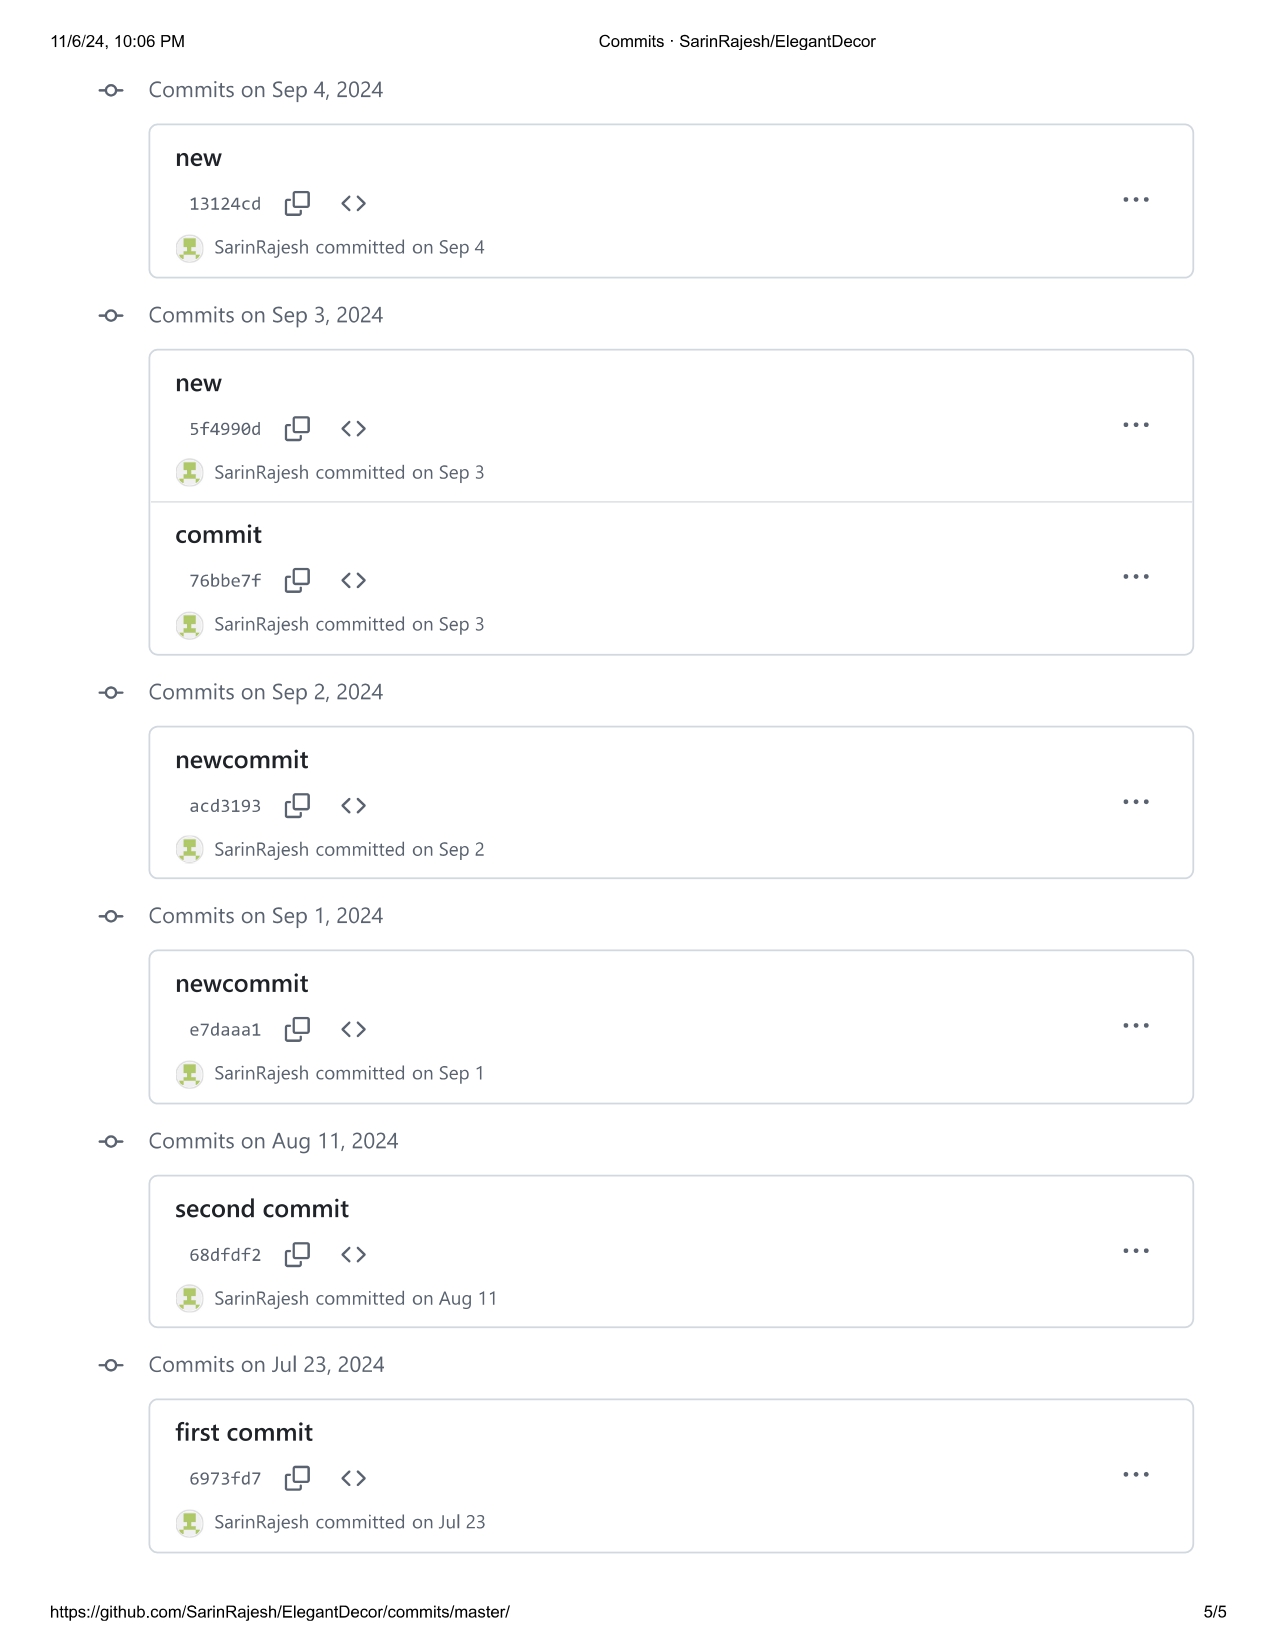 11/6/24, 10:06 PM Commits · SarinRajesh/ElegantDecor
Commits on Sep 4, 2024
new
13124cd
SarinRajesh committed on Sep 4
Commits on Sep 3, 2024
new
5f4990d
SarinRajesh committed on Sep 3
commit
76bbe7f
SarinRajesh committed on Sep 3
Commits on Sep 2, 2024
newcommit
acd3193
SarinRajesh committed on Sep 2
Commits on Sep 1, 2024
newcommit
e7daaa1
SarinRajesh committed on Sep 1
Commits on Aug 11, 2024
second commit
68dfdf2
SarinRajesh committed on Aug 11
Commits on Jul 23, 2024
first commit
6973fd7
SarinRajesh committed on Jul 23
https://github.com/SarinRajesh/ElegantDecor/commits/master/ 5/5